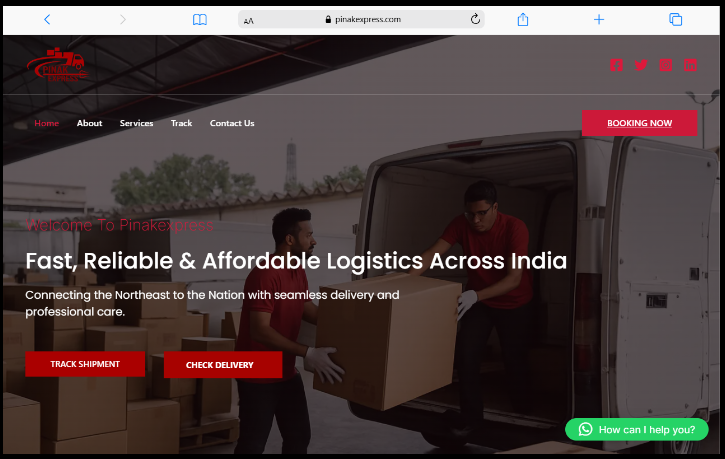 AA pinakexpress.com
PINAK
EXPRESS
Home About Services Track Contact Us BOOKING NOW
Welcome To Pinakexpress
Fast, Reliable & Affordable Logistics Across India
Connecting the Northeast to the Nation with seamless delivery and
professional care.
TRACK SHIPMENT CHECK DELIVERY
How can I help you?